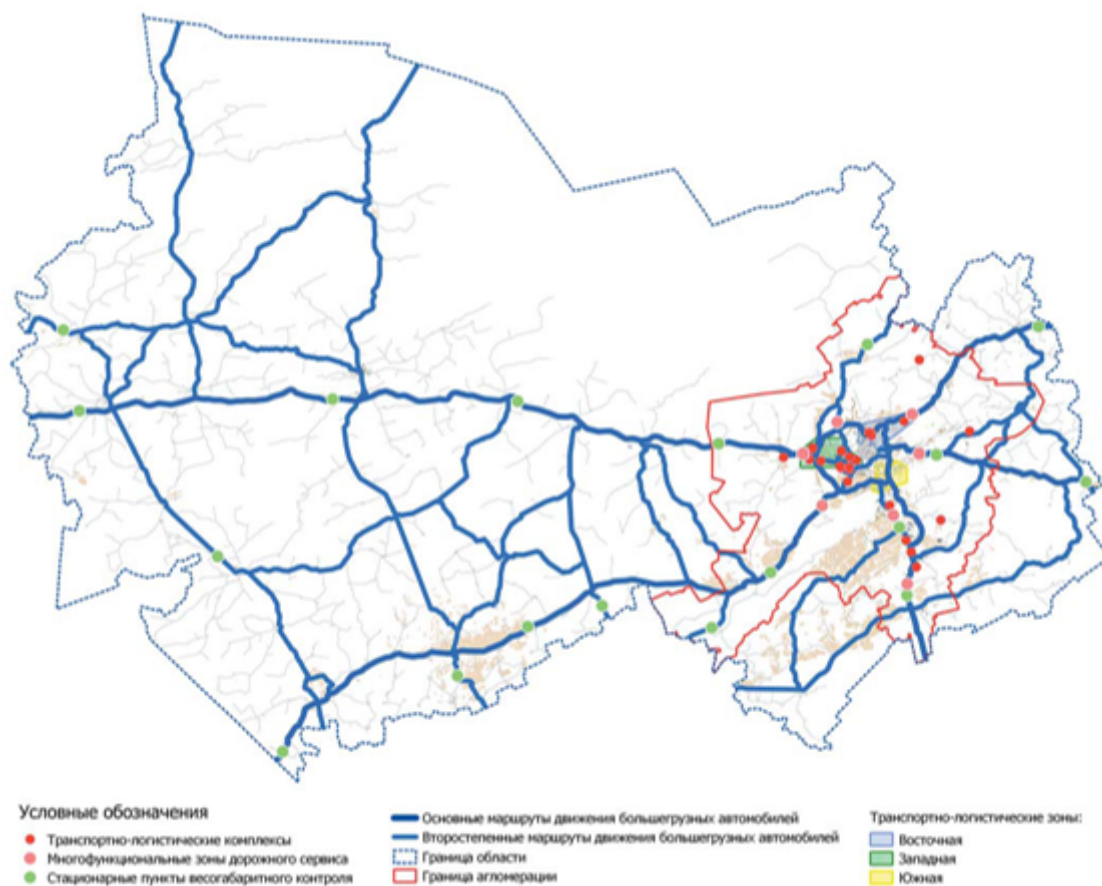 Условные обозначения
Транспортно-логистические комплексы
Многофункциональные зоны дорожного сервиса
Стационарные пункты весогабаритного контроля
Основные маршруты движения большегрузных автомобилей
Второстепенные маршруты движения большегрузных автомобилей
Граница области
Граница агломерации
Транспортно-логистические зоны:
Восточная
Западная
Южная